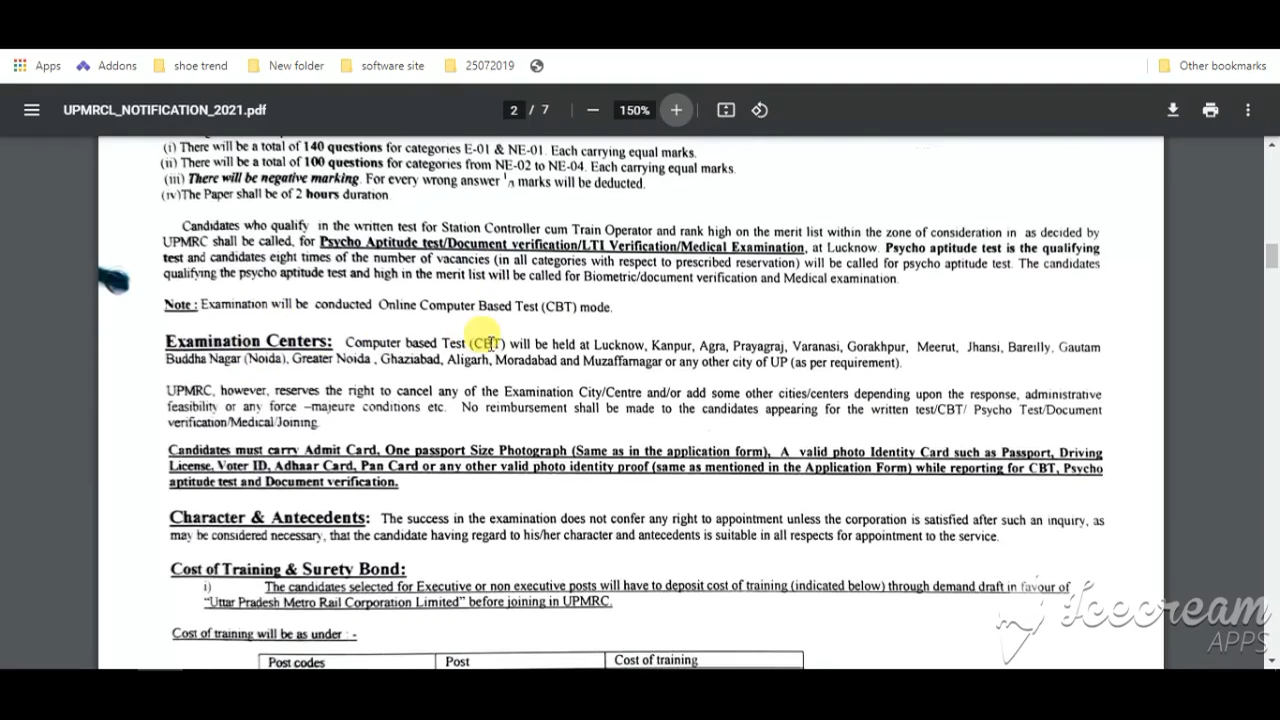 Apps Addons shoe trend New folder software site 25072019 Other bookmarks
UPMRCL_NOTIFICATION_2021.pdf 2 / 7 150%
(i) There will be a total of 140 questions for categories E-01 & NE-01. Each carrying equal marks.
(ii) There will be a total of 100 questions for categories from NE-02 to NE-04. Each carrying equal marks.
(iii) There will be negative marking. For every wrong answer marks will be deducted.
(iv)The Paper shall be of 2 hours duration
Candidates who qualify in the written test for Station Controller cum Train Operator and rank high on the merit list within the zone of consideration in as decided by
UPMRC shall be called, for Psycho Aptitude test/Document verification/LTI Verification/Medical Examination, at Lucknow. Psycho aptitude test is the qualifying
test and candidates eight times of the number of vacancies (in all categories with respect to prescribed reservation) will be called for psycho aptitude test. The candidates
qualifying the psycho aptitude test and high in the merit list will be called for Biometric/document verification and Medical examination.
Note : Examination will be conducted Online Computer Based Test (CBT) mode.
Examination Centers: Computer based Test (CBT) will be held at Lucknow, Kanpur, Agra, Prayagraj, Varanasi, Gorakhpur, Meerut, Jhansi, Bareilly, Gautam
Buddha Nagar (Noida), Greater Noida , Ghaziabad, Aligarh, Moradabad and Muzaffarnagar or any other city of UP (as per requirement).
UPMRC, however, reserves the right to cancel any of the Examination City/Centre and/or add some other cities/centers depending upon the response, administrative
feasibility or any force –majeure conditions etc. No reimbursement shall be made to the candidates appearing for the written test/CBT/ Psycho Test/Document
verification/Medical/Joining
Candidates must carry Admit Card, One passport Size Photograph (Same as in the application form), A valid photo Identity Card such as Passport, Driving
License, Voter ID, Adhaar Card, Pan Card or any other valid photo identity proof (same as mentioned in the Application Form) while reporting for CBT, Psycho
aptitude test and Document verification.
Character & Antecedents: The success in the examination does not confer any right to appointment unless the corporation is satisfied after such an inquiry, as
may be considered necessary, that the candidate having regard to his/her character and antecedents is suitable in all respects for appointment to the service.
Cost of Training & Surety Bond:
i) The candidates selected for Executive or non executive posts will have to deposit cost of training (indicated below) through demand draft in favour of
"Uttar Pradesh Metro Rail Corporation Limited" before joining in UPMRC.
Cost of training will be as under : -
Post codes Post Cost of training
Icecream
APPS